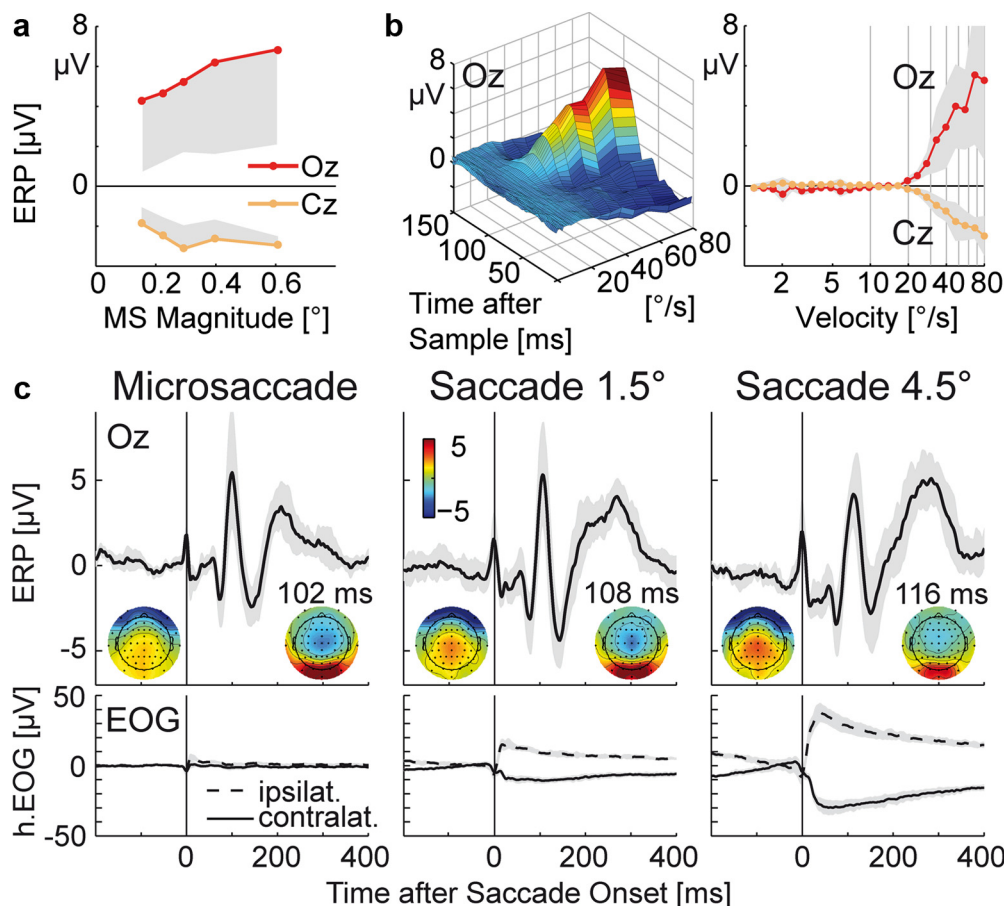 a
8
µV
ERP [µV]
0
Oz
Cz
0
0.2
0.4
0.6
MS Magnitude [°]
b
Oz
8
µV
0
150
100
50
Time after
Sample [ms]
20
40
60
80
[°/s]
8
µV
0
Oz
Cz
2
5
10
20
40
80
Velocity [°/s]
c
Microsaccade
Saccade 1.5°
Saccade 4.5°
Oz
ERP [µV]
5
0
-5
5
−5
102 ms
108 ms
116 ms
h.EOG [µV]
50
0
-50
EOG
ipsilat.
contralat.
0 200 400
0 200 400
0 200 400
Time after Saccade Onset [ms]